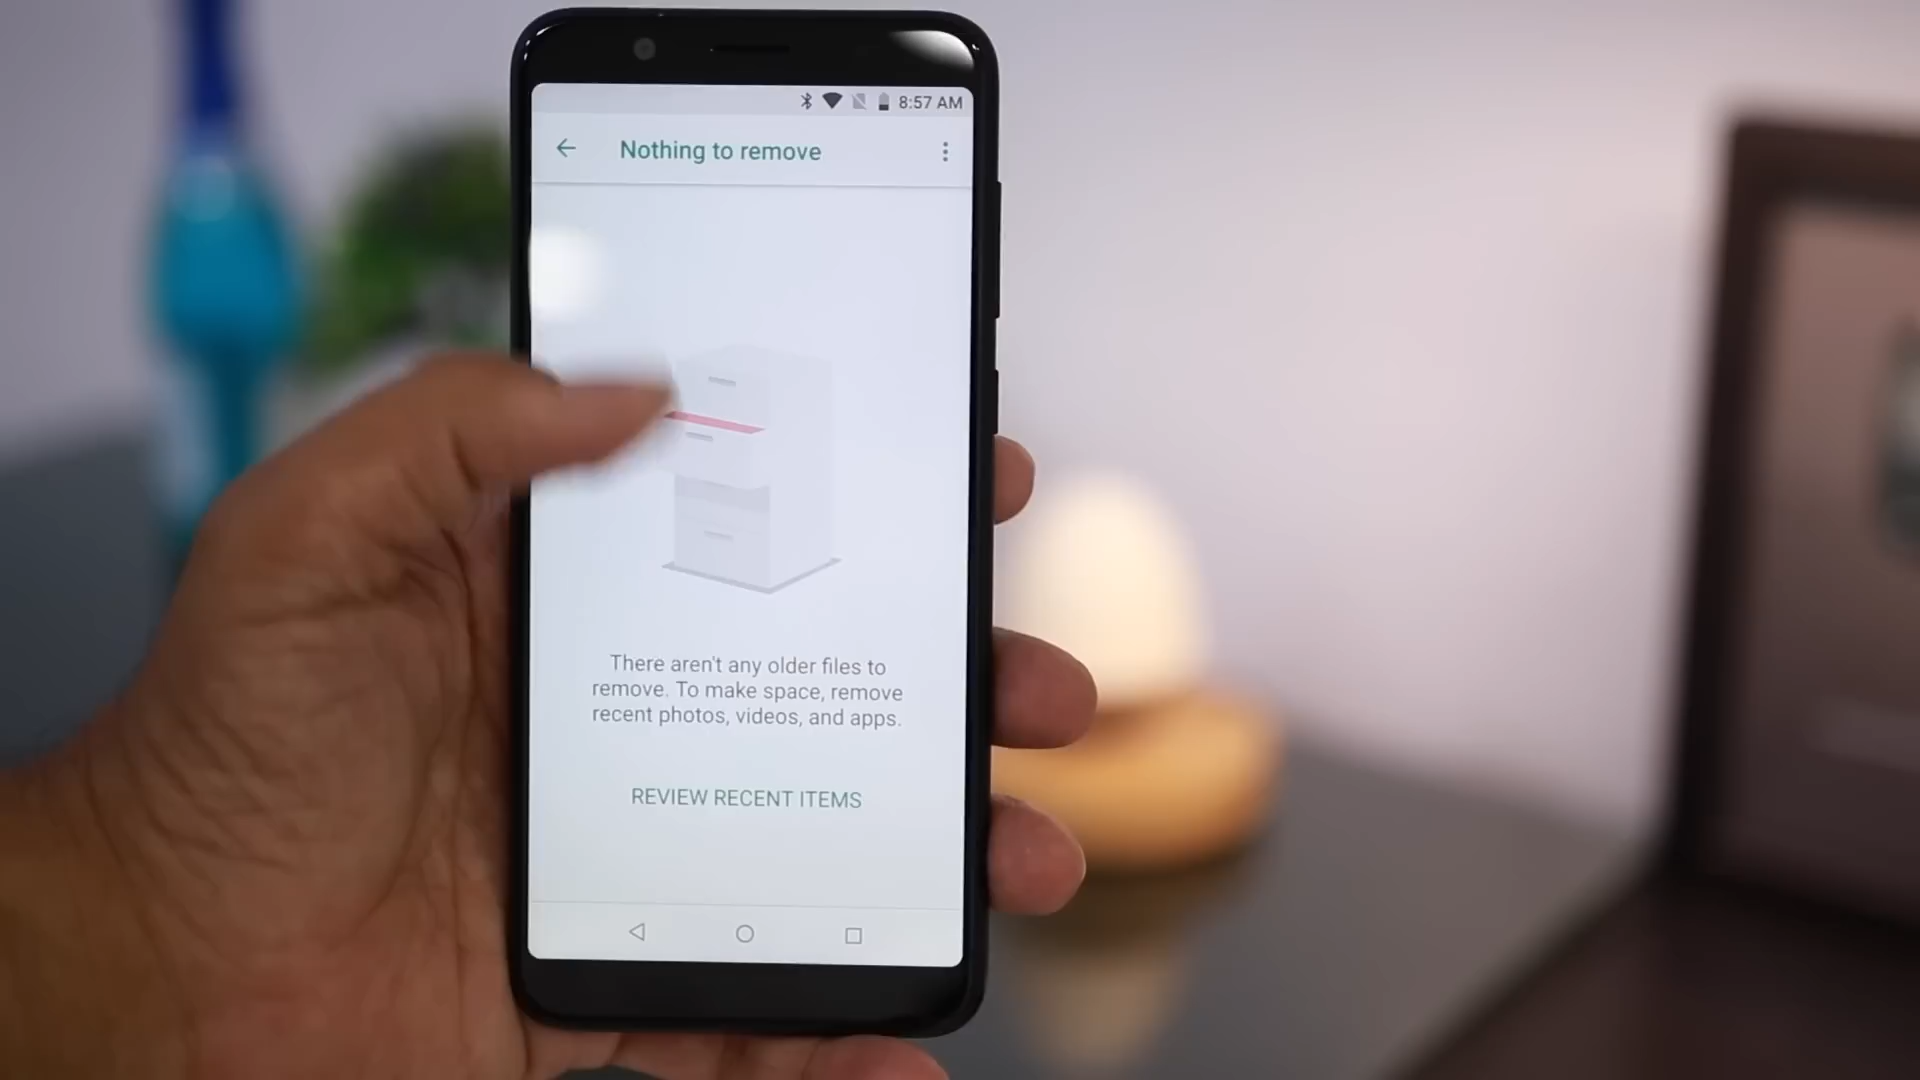 8:57 AM
Nothing to remove
There aren't any older files to
remove. To make space, remove
recent photos, videos, and apps.
REVIEW RECENT ITEMS